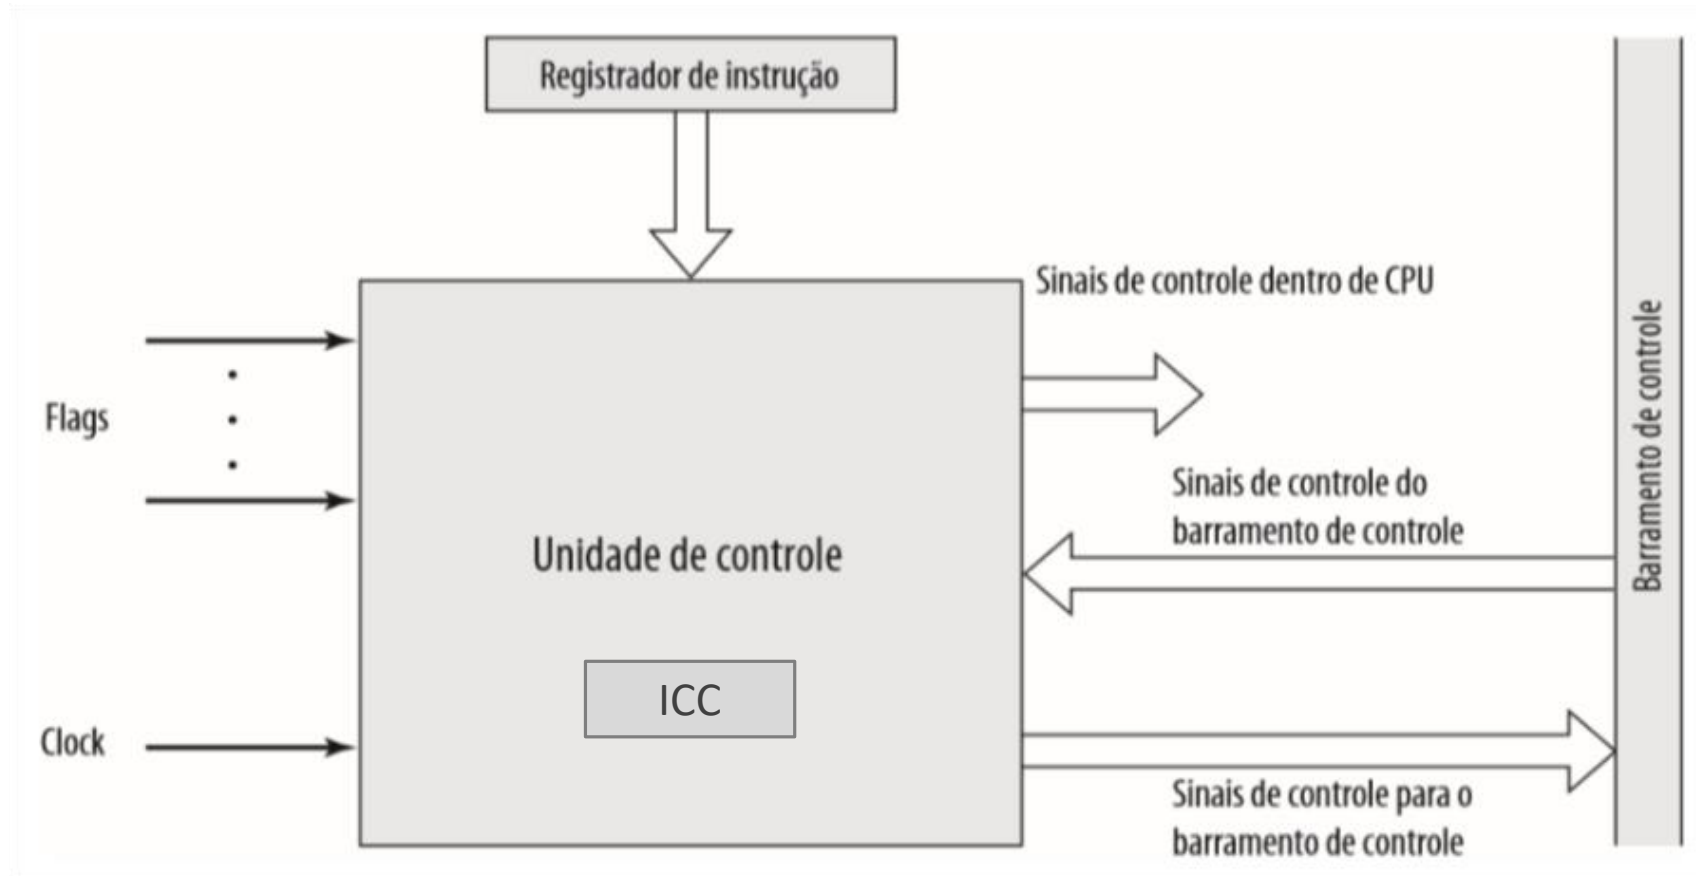 Registrador de instrução
Sinais de controle dentro de CPU
Flags
Sinais de controle do
barramento de controle
Barramento de controle
Unidade de controle
ICC
Clock
Sinais de controle para o
barramento de controle